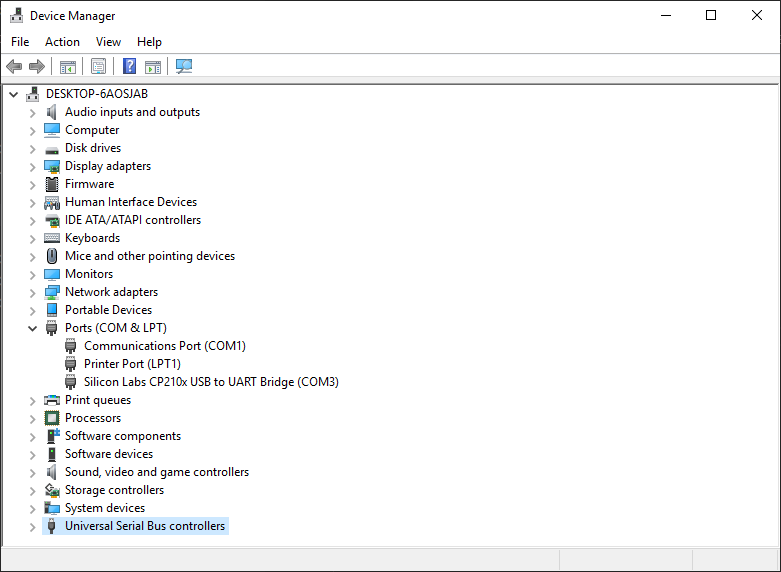 Device Manager
File Action View Help
DESKTOP-6AOSJAB
Audio inputs and outputs
Computer
Disk drives
Display adapters
Firmware
Human Interface Devices
IDE ATA/ATAPI controllers
Keyboards
Mice and other pointing devices
Monitors
Network adapters
Portable Devices
Ports (COM & LPT)
Communications Port (COM1)
Printer Port (LPT1)
Silicon Labs CP210x USB to UART Bridge (COM3)
Print queues
Processors
Software components
Software devices
Sound, video and game controllers
Storage controllers
System devices
Universal Serial Bus controllers